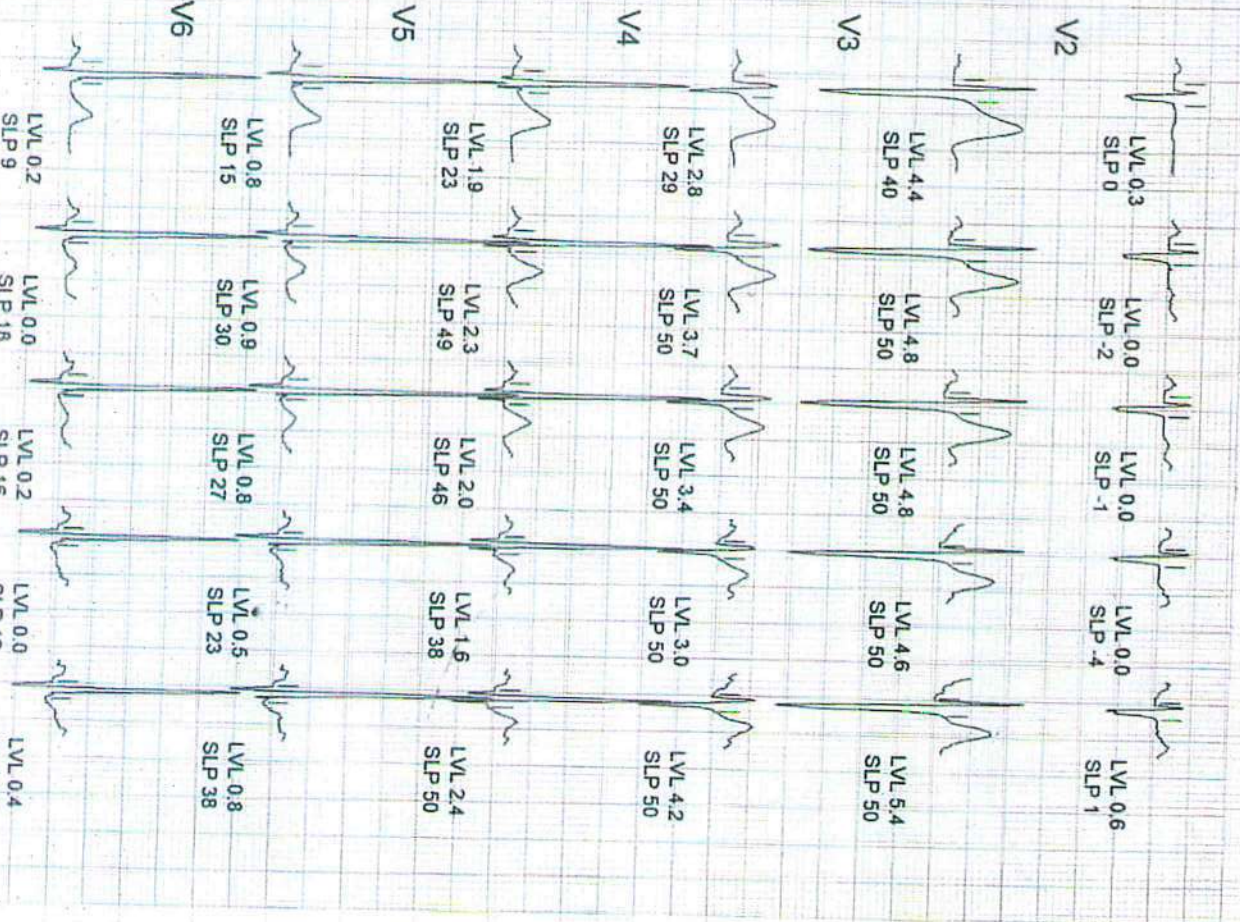 LVL 0.3 LVL 0.0 LVL 0.0 LVL 0.0 LVL 0.6
SLP 0 SLP -2 SLP -1 SLP -4 SLP 1
V2
LVL 4.4 LVL 4.8 LVL 4.8 LVL 4.6 LVL 5.4
SLP 40 SLP 50 SLP 50 SLP 50 SLP 50
V3
LVL 2.8 LVL 3.7 LVL 3.4 LVL 3.0 LVL 4.2
SLP 29 SLP 50 SLP 50 SLP 50 SLP 50
V4
LVL 1.9 LVL 2.3 LVL 2.0 LVL 1.6 LVL 2.4
SLP 23 SLP 49 SLP 46 SLP 38 SLP 50
V5
LVL 0.8 LVL 0.9 LVL 0.8 LVL 0.5 LVL 0.8
SLP 15 SLP 30 SLP 27 SLP 23 SLP 38
V6
LVL 0.2 LVL 0.0 LVL 0.2 LVL 0.0 LVL 0.4
SLP 9 SLP 18 SLP